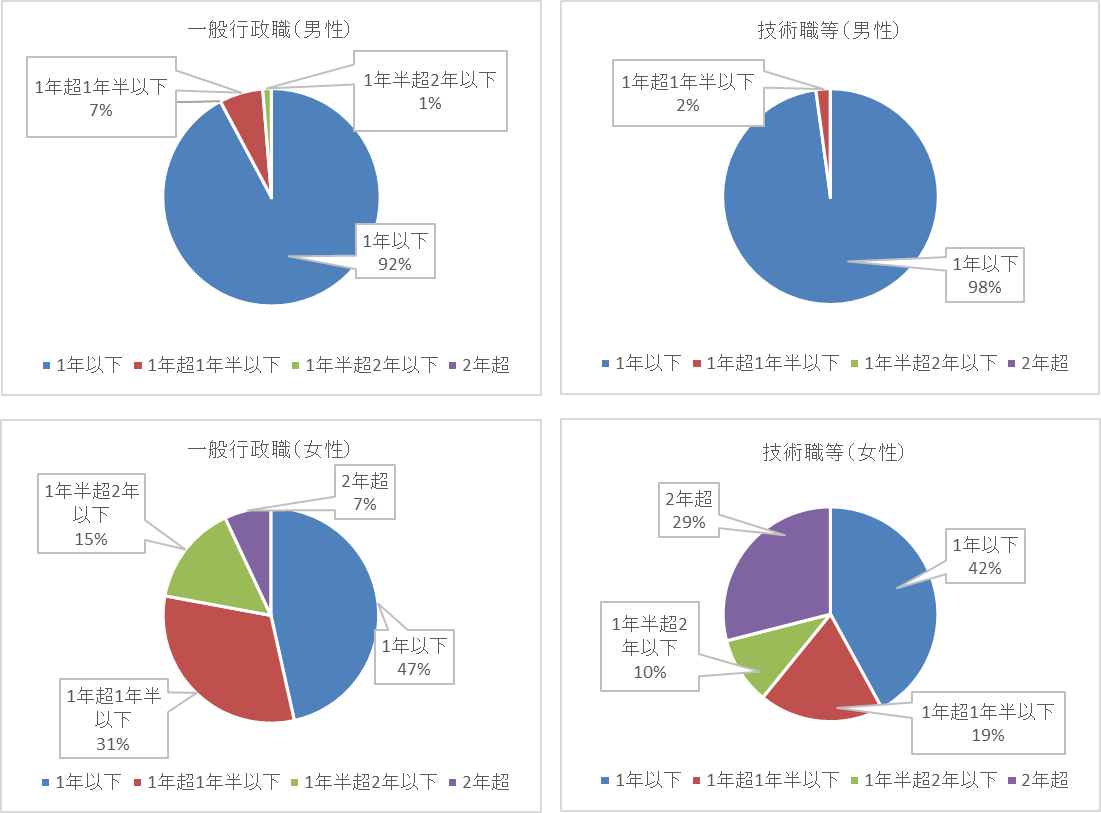 一般行政職(男性)
1年超1年半以下
7%
1年半超2年以下
1%
1年以下
92%
1年以下 1年超1年半以下 1年半超2年以下 2年超
技術職等(男性)
1年超1年半以下
2%
1年以下
98%
1年以下 1年超1年半以下 1年半超2年以下 2年超
一般行政職(女性)
2年超
7%
1年半超2年
以下
15%
1年以下
47%
1年超1年半
以下
31%
1年以下 1年超1年半以下 1年半超2年以下 2年超
技術職等(女性)
2年超
29%
1年以下
42%
1年半超2
年以下
10%
1年超1年半以下
19%
1年以下 1年超1年半以下 1年半超2年以下 2年超